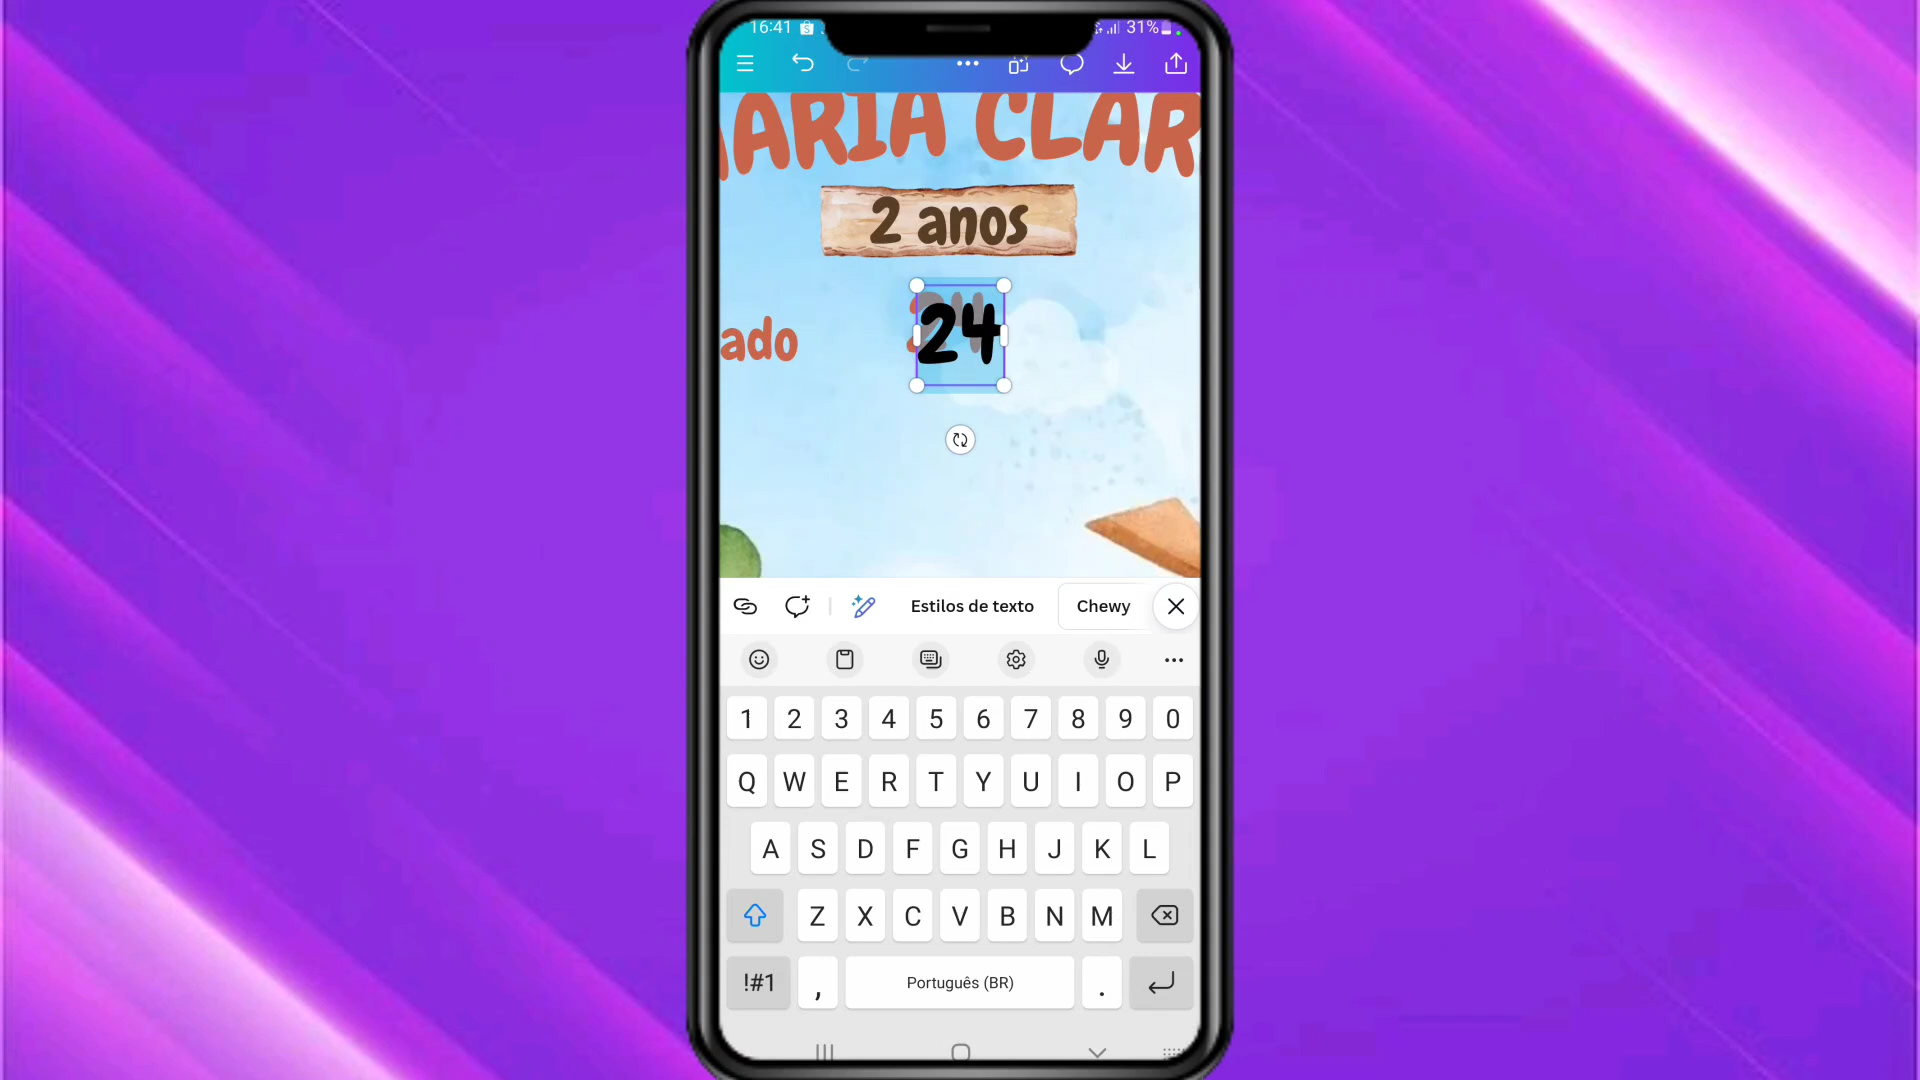 16:41
31%
ARIA CLAR
2 anos
24
ado
24
Estilos de texto
Chewy
1 2 3 4 5 6 7 8 9 0
Q W E R T Y U I O P
A S D F G H J K L
Z X C V B N M
!#1 , Português (BR) .